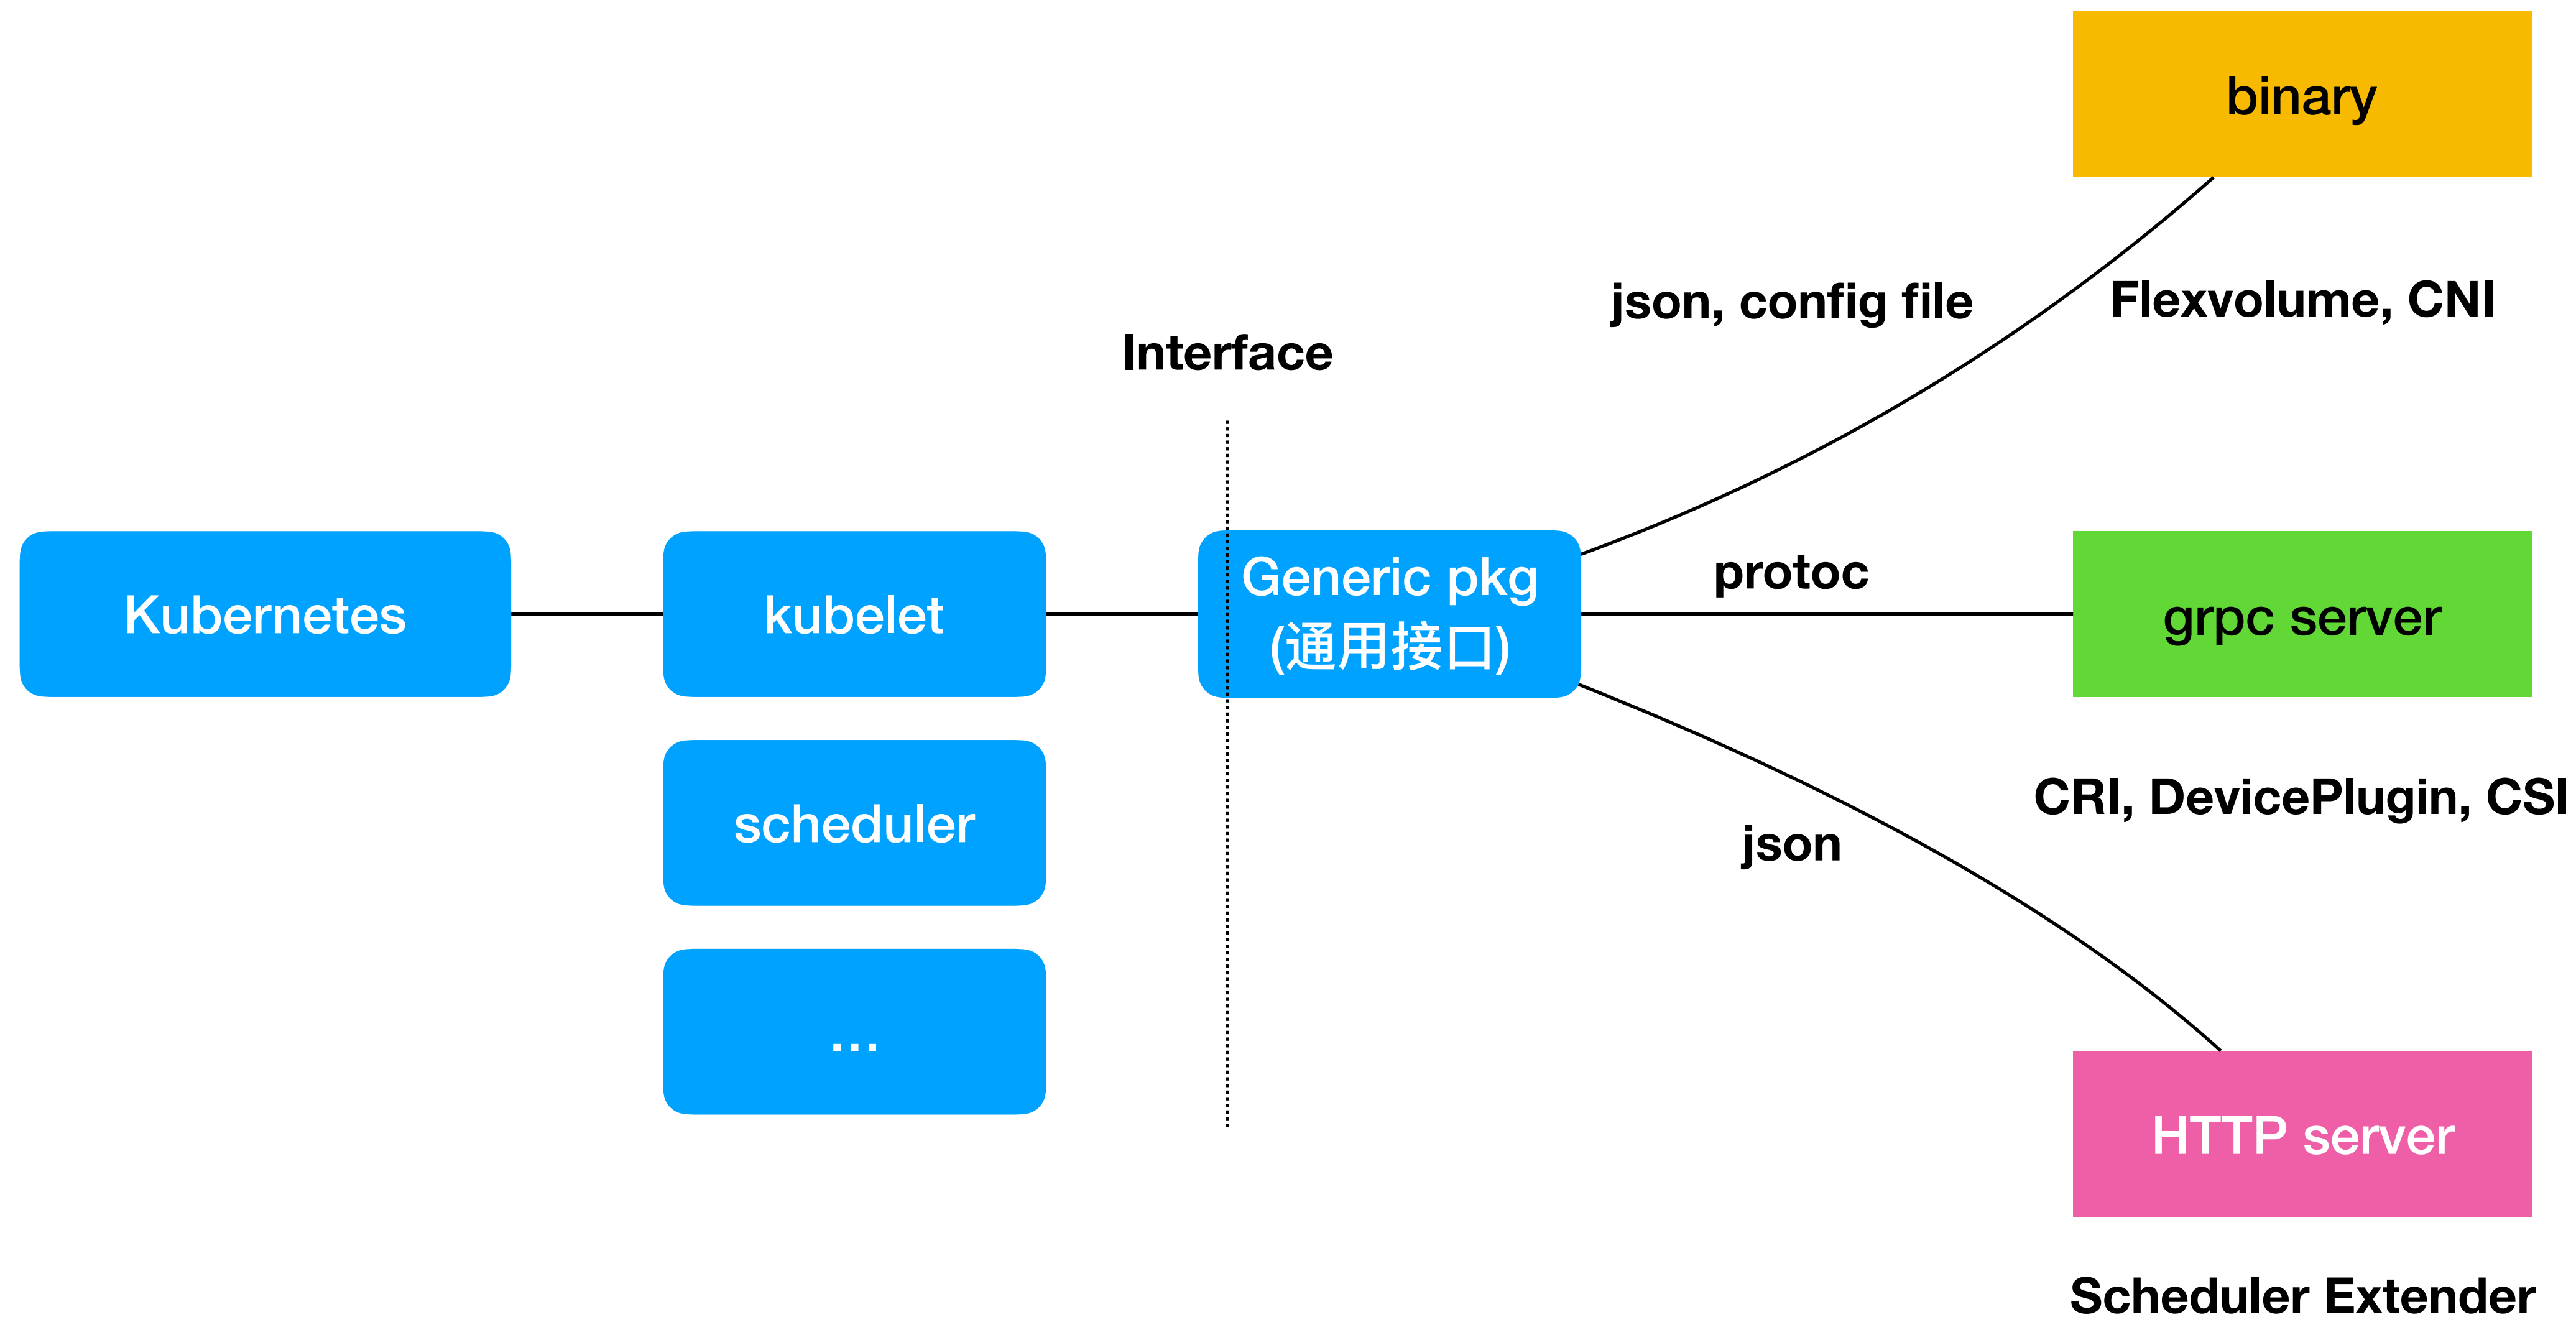 binary
json, config file
Flexvolume, CNI
Interface
Kubernetes
kubelet
Generic pkg
(通用接口)
protoc
grpc server
scheduler
CRI, DevicePlugin, CSI
json
...
HTTP server
Scheduler Extender